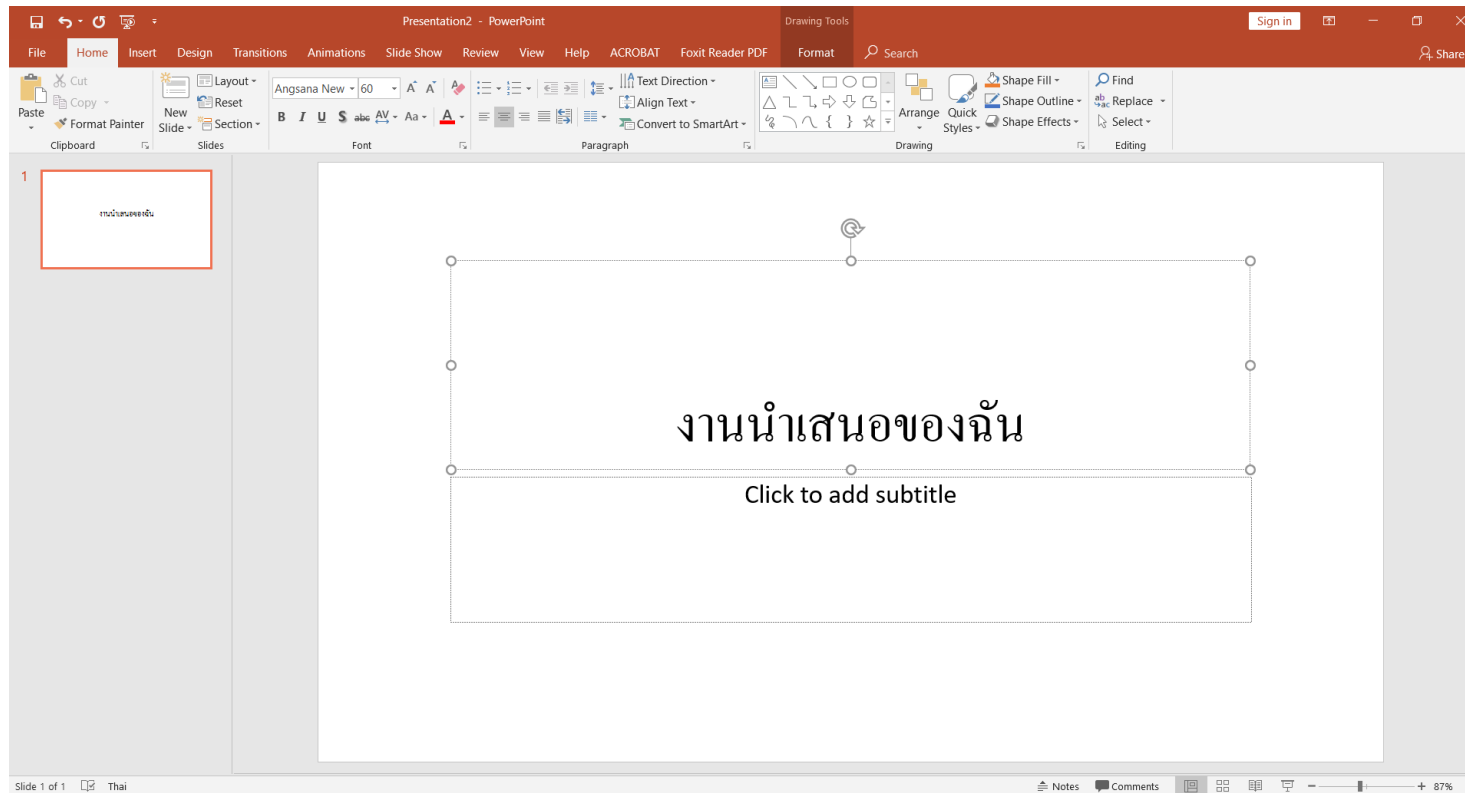 Presentation2 - PowerPoint
Drawing Tools
Sign in
File Home Insert Design Transitions Animations Slide Show Review View Help ACROBAT Foxit Reader PDF Format Search Share
Paste
Cut
Copy
Format Painter
Clipboard
New Slide
Layout
Reset
Section
Slides
Angsana New 60
B I U S abc AV Aa A
Font
Text Direction
Align Text
Convert to SmartArt
Paragraph
Arrange
Quick Styles
Shape Fill
Shape Outline
Shape Effects
Drawing
Find
Replace
Select
Editing
1
งานนำเสนอของฉัน
งานนำเสนอของฉัน
Click to add subtitle
Slide 1 of 1 Thai Notes Comments 87%